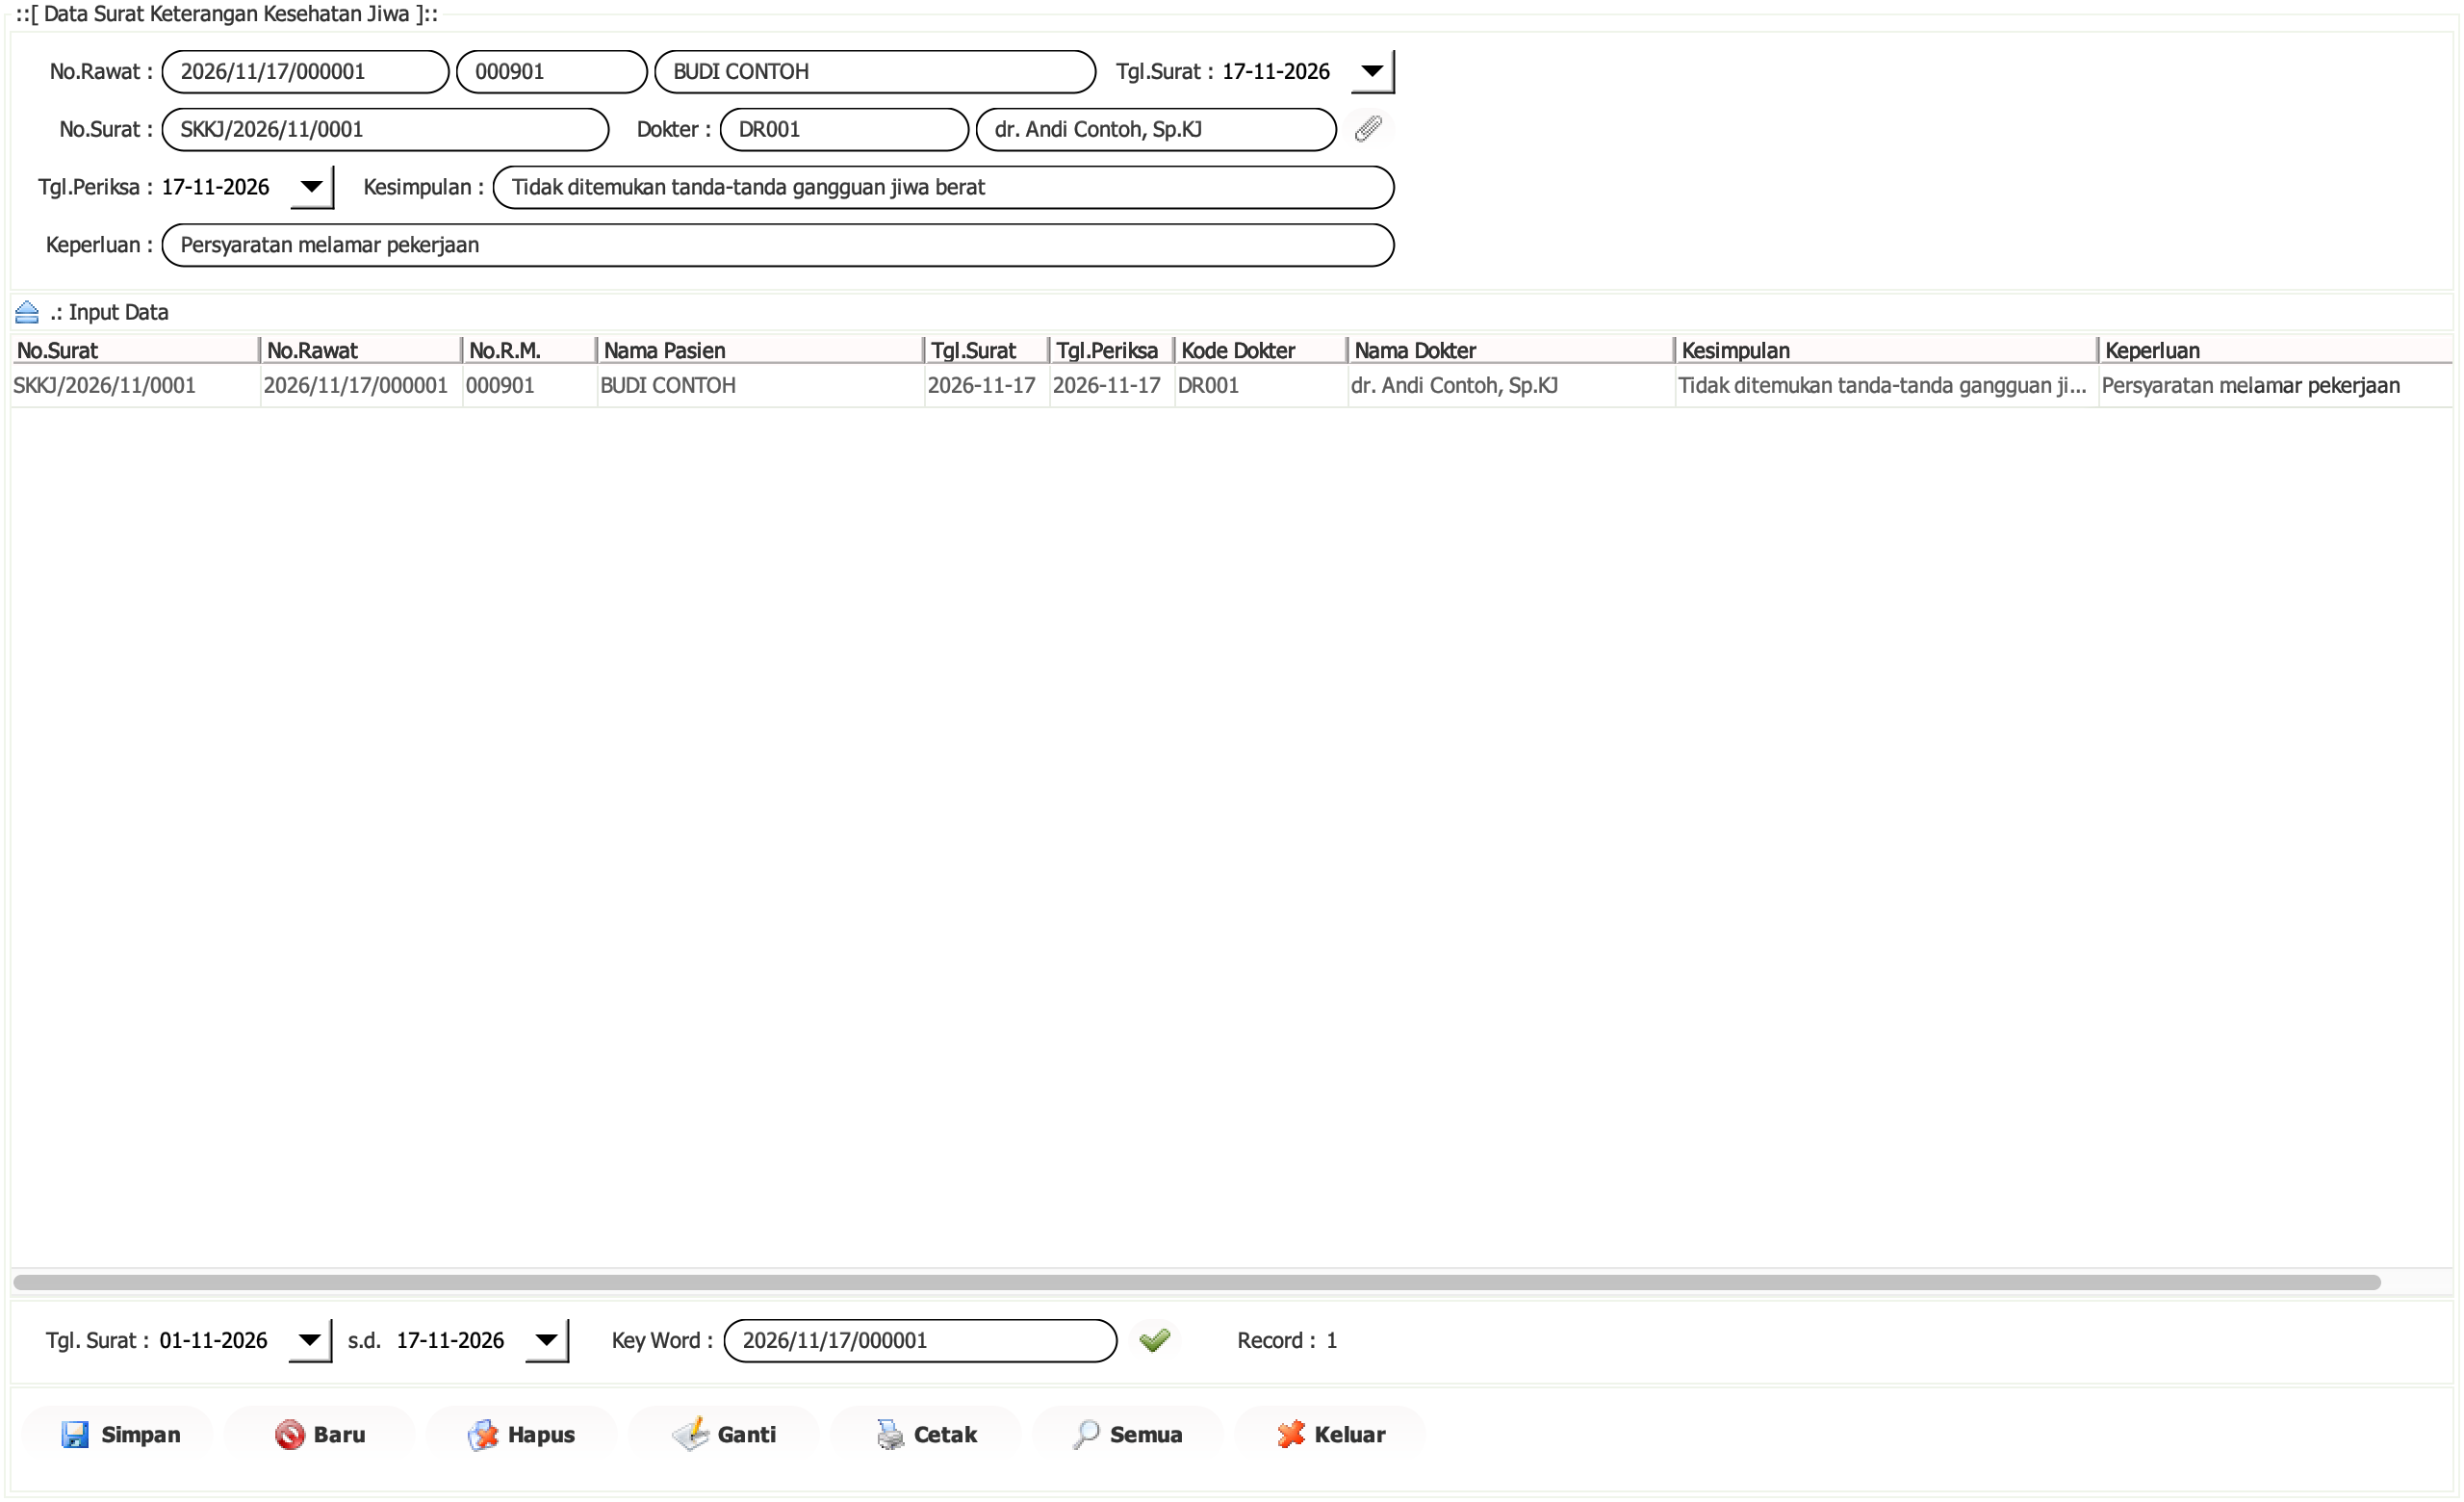 ::[ Data Surat Keterangan Kesehatan Jiwa ]::
No.Rawat : 2026/11/17/000001 000901 BUDI CONTOH Tgl.Surat : 17-11-2026
No.Surat : SKKJ/2026/11/0001 Dokter : DR001 dr. Andi Contoh, Sp.KJ
Tgl.Periksa : 17-11-2026 Kesimpulan : Tidak ditemukan tanda-tanda gangguan jiwa berat
Keperluan : Persyaratan melamar pekerjaan
.: Input Data
No.Surat No.Rawat No.R.M. Nama Pasien Tgl.Surat Tgl.Periksa Kode Dokter Nama Dokter Kesimpulan Keperluan
SKKJ/2026/11/0001 2026/11/17/000001 000901 BUDI CONTOH 2026-11-17 2026-11-17 DR001 dr. Andi Contoh, Sp.KJ Tidak ditemukan tanda-tanda gangguan ji... Persyaratan melamar pekerjaan
Tgl. Surat : 01-11-2026 s.d. 17-11-2026 Key Word : 2026/11/17/000001 Record : 1
Simpan Baru Hapus Ganti Cetak Semua Keluar